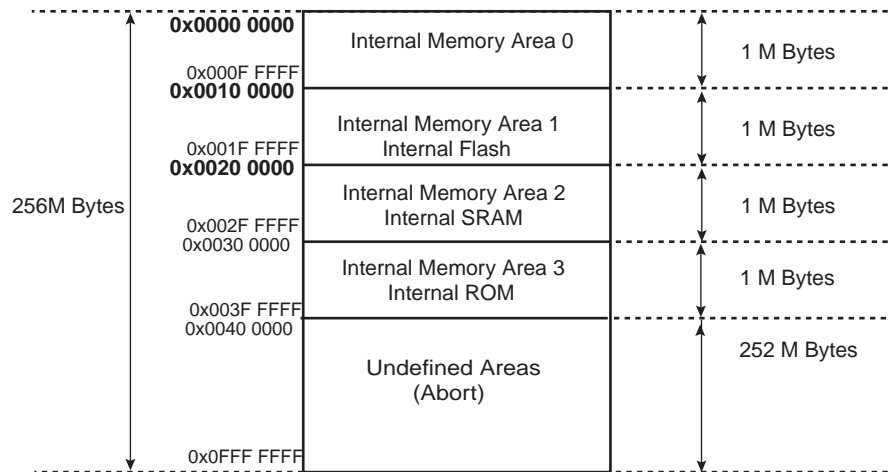 0x0000 0000
Internal Memory Area 0
1 M Bytes
0x000F FFFF
0x0010 0000
Internal Memory Area 1
Internal Flash
1 M Bytes
0x001F FFFF
0x0020 0000
256M Bytes
Internal Memory Area 2
Internal SRAM
1 M Bytes
0x002F FFFF
0x0030 0000
Internal Memory Area 3
Internal ROM
1 M Bytes
0x003F FFFF
0x0040 0000
252 M Bytes
Undefined Areas
(Abort)
0x0FFF FFFF